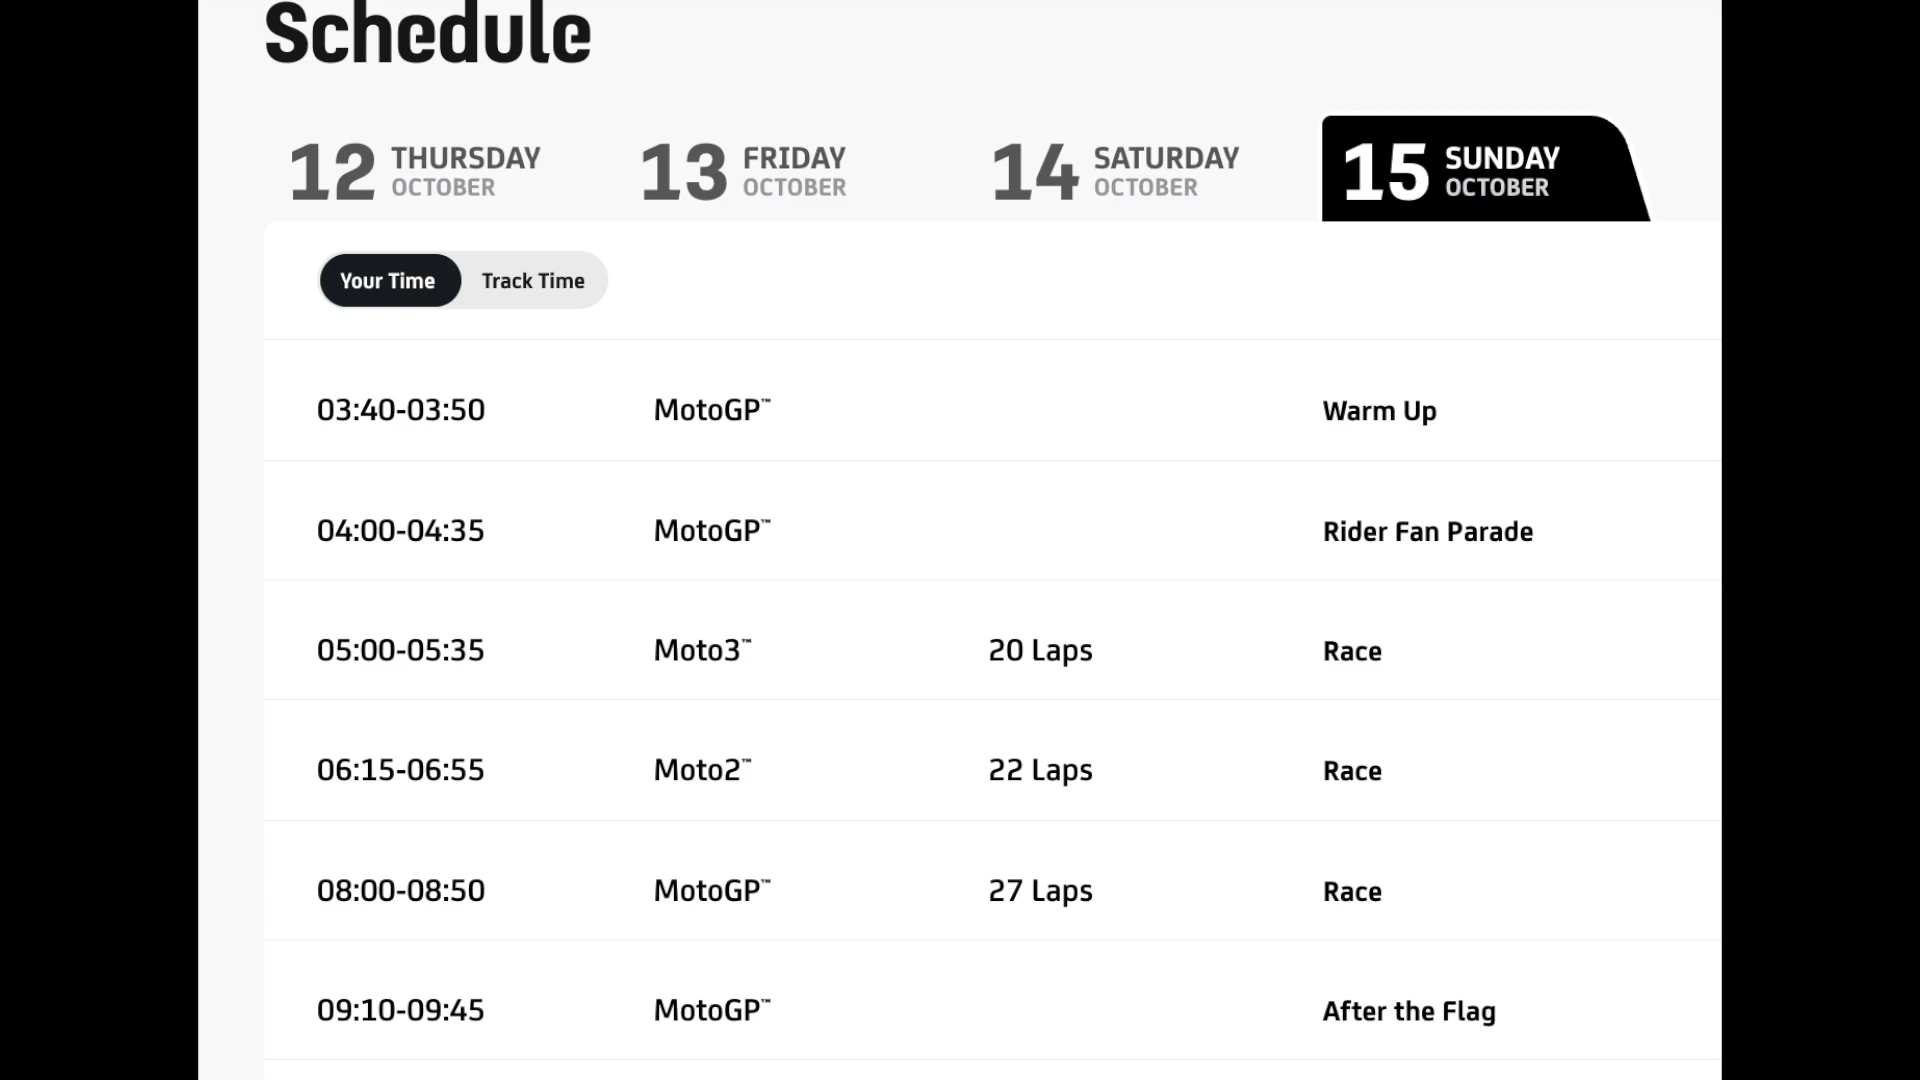 Schedule
12 THURSDAY OCTOBER
13 FRIDAY OCTOBER
14 SATURDAY OCTOBER
15 SUNDAY OCTOBER
Your Time Track Time
03:40-03:50 MotoGP™ Warm Up
04:00-04:35 MotoGP™ Rider Fan Parade
05:00-05:35 Moto3™ 20 Laps Race
06:15-06:55 Moto2™ 22 Laps Race
08:00-08:50 MotoGP™ 27 Laps Race
09:10-09:45 MotoGP™ After the Flag